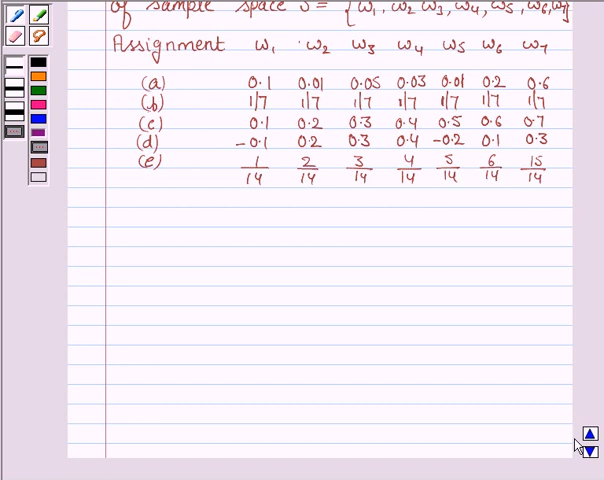 of sample space S = {ω₁, ω₂ ω₃, ω₄, ω₅, ω₆, ω₇}
Assignment ω₁ ω₂ ω₃ ω₄ ω₅ ω₆ ω₇
(a) 0.1 0.01 0.05 0.03 0.01 0.2 0.6
(b) 1/7 1/7 1/7 1/7 1/7 1/7 1/7
(c) 0.1 0.2 0.3 0.4 0.5 0.6 0.7
(d) -0.1 0.2 0.3 0.4 -0.2 0.1 0.3
(e) 1/14 2/14 3/14 4/14 5/14 6/14 15/14